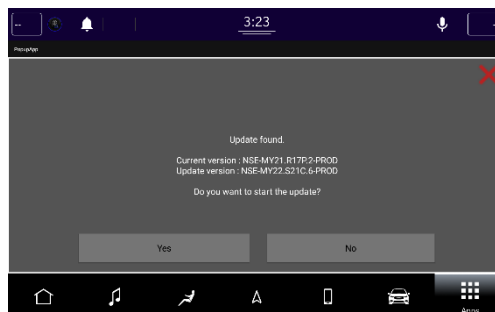 --
3:23
PopupApp
Update found.
Current version : NSE-MY21.R17P.2-PROD
Update version : NSE-MY22.S21C.6-PROD
Do you want to start the update?
Yes
No
Apps